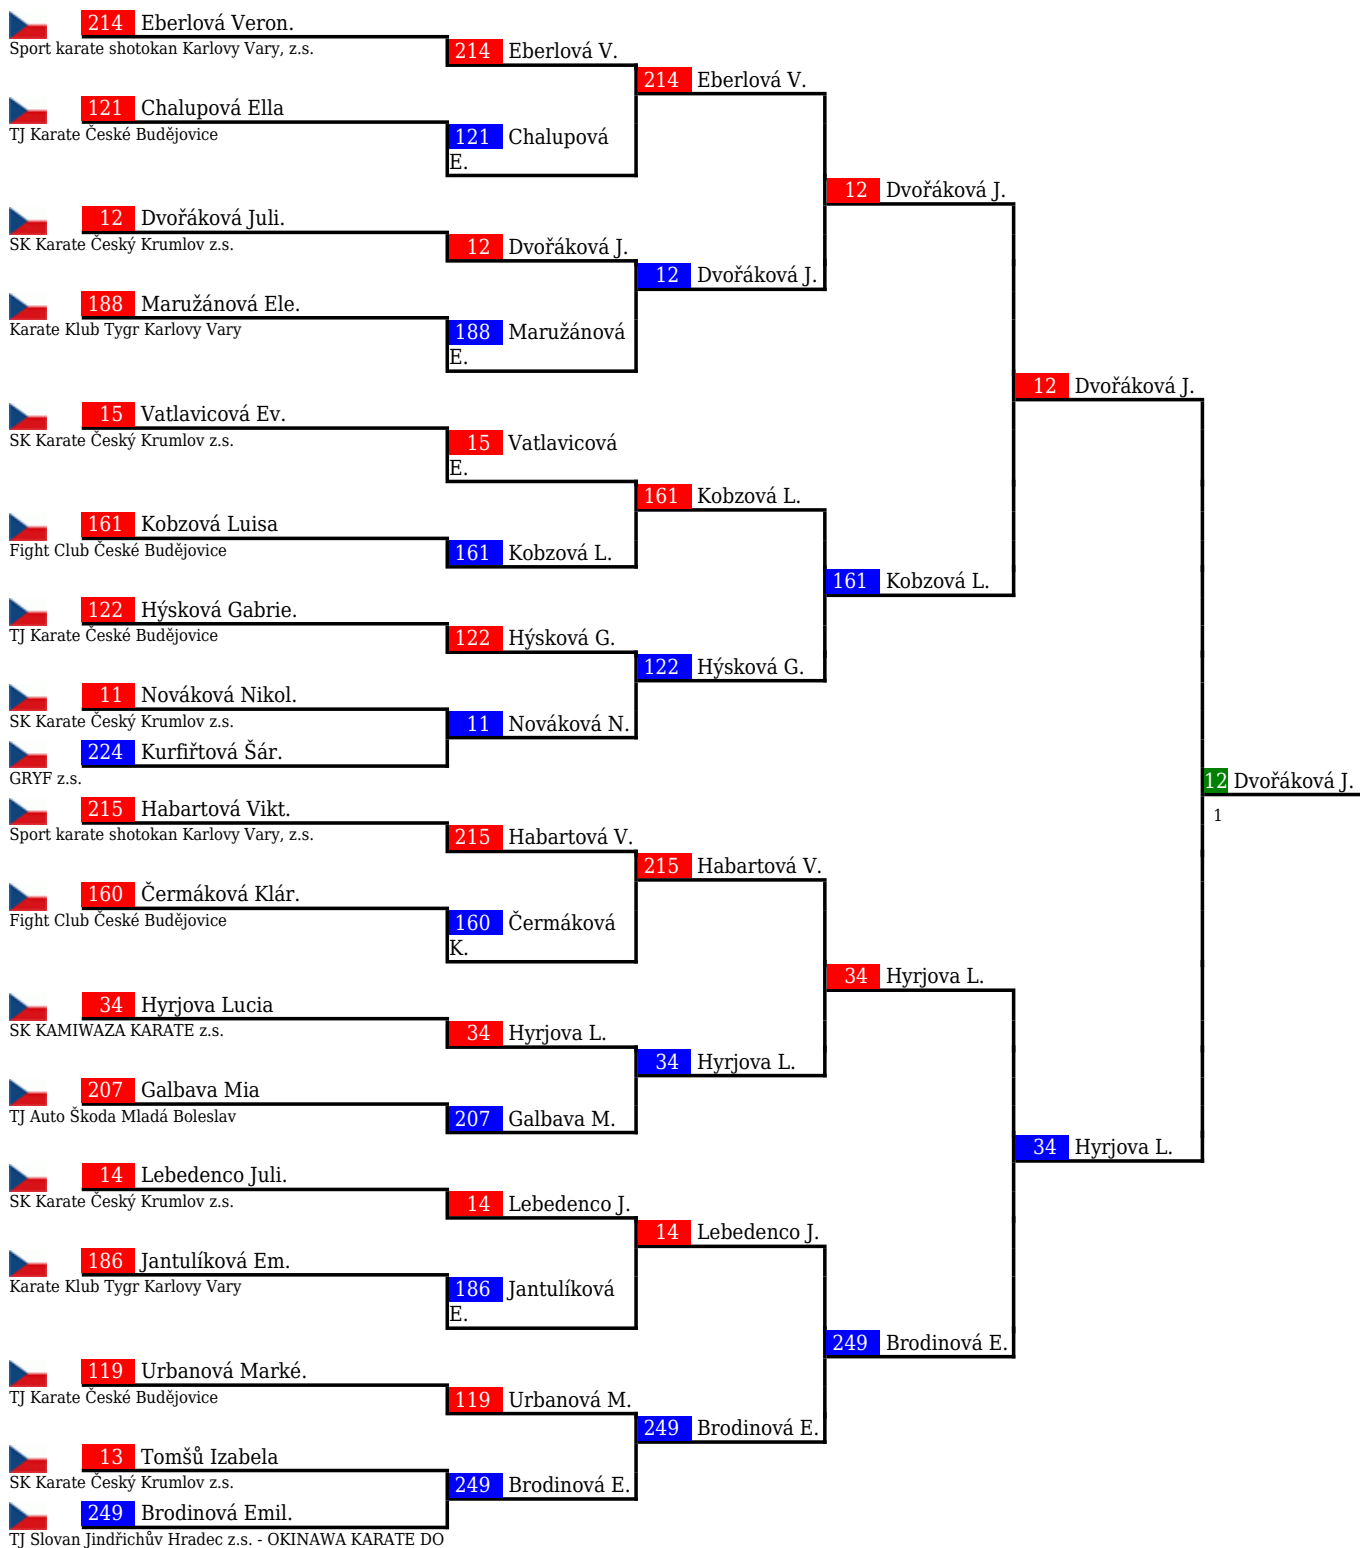 214 Eberlová Veron.
Sport karate shotokan Karlovy Vary, z.s.
214 Eberlová V.
214 Eberlová V.
121 Chalupová Ella
TJ Karate České Budějovice
121 Chalupová
E.
12 Dvořáková J.
12 Dvořáková Juli.
SK Karate Český Krumlov z.s.
12 Dvořáková J.
12 Dvořáková J.
188 Maružánová Ele.
Karate Klub Tygr Karlovy Vary
188 Maružánová
E.
12 Dvořáková J.
15 Vatlavicová Ev.
SK Karate Český Krumlov z.s.
15 Vatlavicová
E.
161 Kobzová L.
161 Kobzová Luisa
Fight Club České Budějovice
161 Kobzová L.
161 Kobzová L.
122 Hýsková Gabrie.
TJ Karate České Budějovice
122 Hýsková G.
122 Hýsková G.
11 Nováková Nikol.
SK Karate Český Krumlov z.s.
11 Nováková N.
224 Kurfiřtová Šár.
GRYF z.s.
12 Dvořáková J.
1
215 Habartová Vikt.
Sport karate shotokan Karlovy Vary, z.s.
215 Habartová V.
215 Habartová V.
160 Čermáková Klár.
Fight Club České Budějovice
160 Čermáková
K.
34 Hyrjova L.
34 Hyrjova Lucia
SK KAMIWAZA KARATE z.s.
34 Hyrjova L.
34 Hyrjova L.
207 Galbava Mia
TJ Auto Škoda Mladá Boleslav
207 Galbava M.
34 Hyrjova L.
14 Lebedenco Juli.
SK Karate Český Krumlov z.s.
14 Lebedenco J.
14 Lebedenco J.
186 Jantulíková Em.
Karate Klub Tygr Karlovy Vary
186 Jantulíková
E.
249 Brodinová E.
119 Urbanová Marké.
TJ Karate České Budějovice
119 Urbanová M.
249 Brodinová E.
13 Tomšů Izabela
SK Karate Český Krumlov z.s.
249 Brodinová E.
249 Brodinová Emil.
TJ Slovan Jindřichův Hradec z.s. - OKINAWA KARATE DO